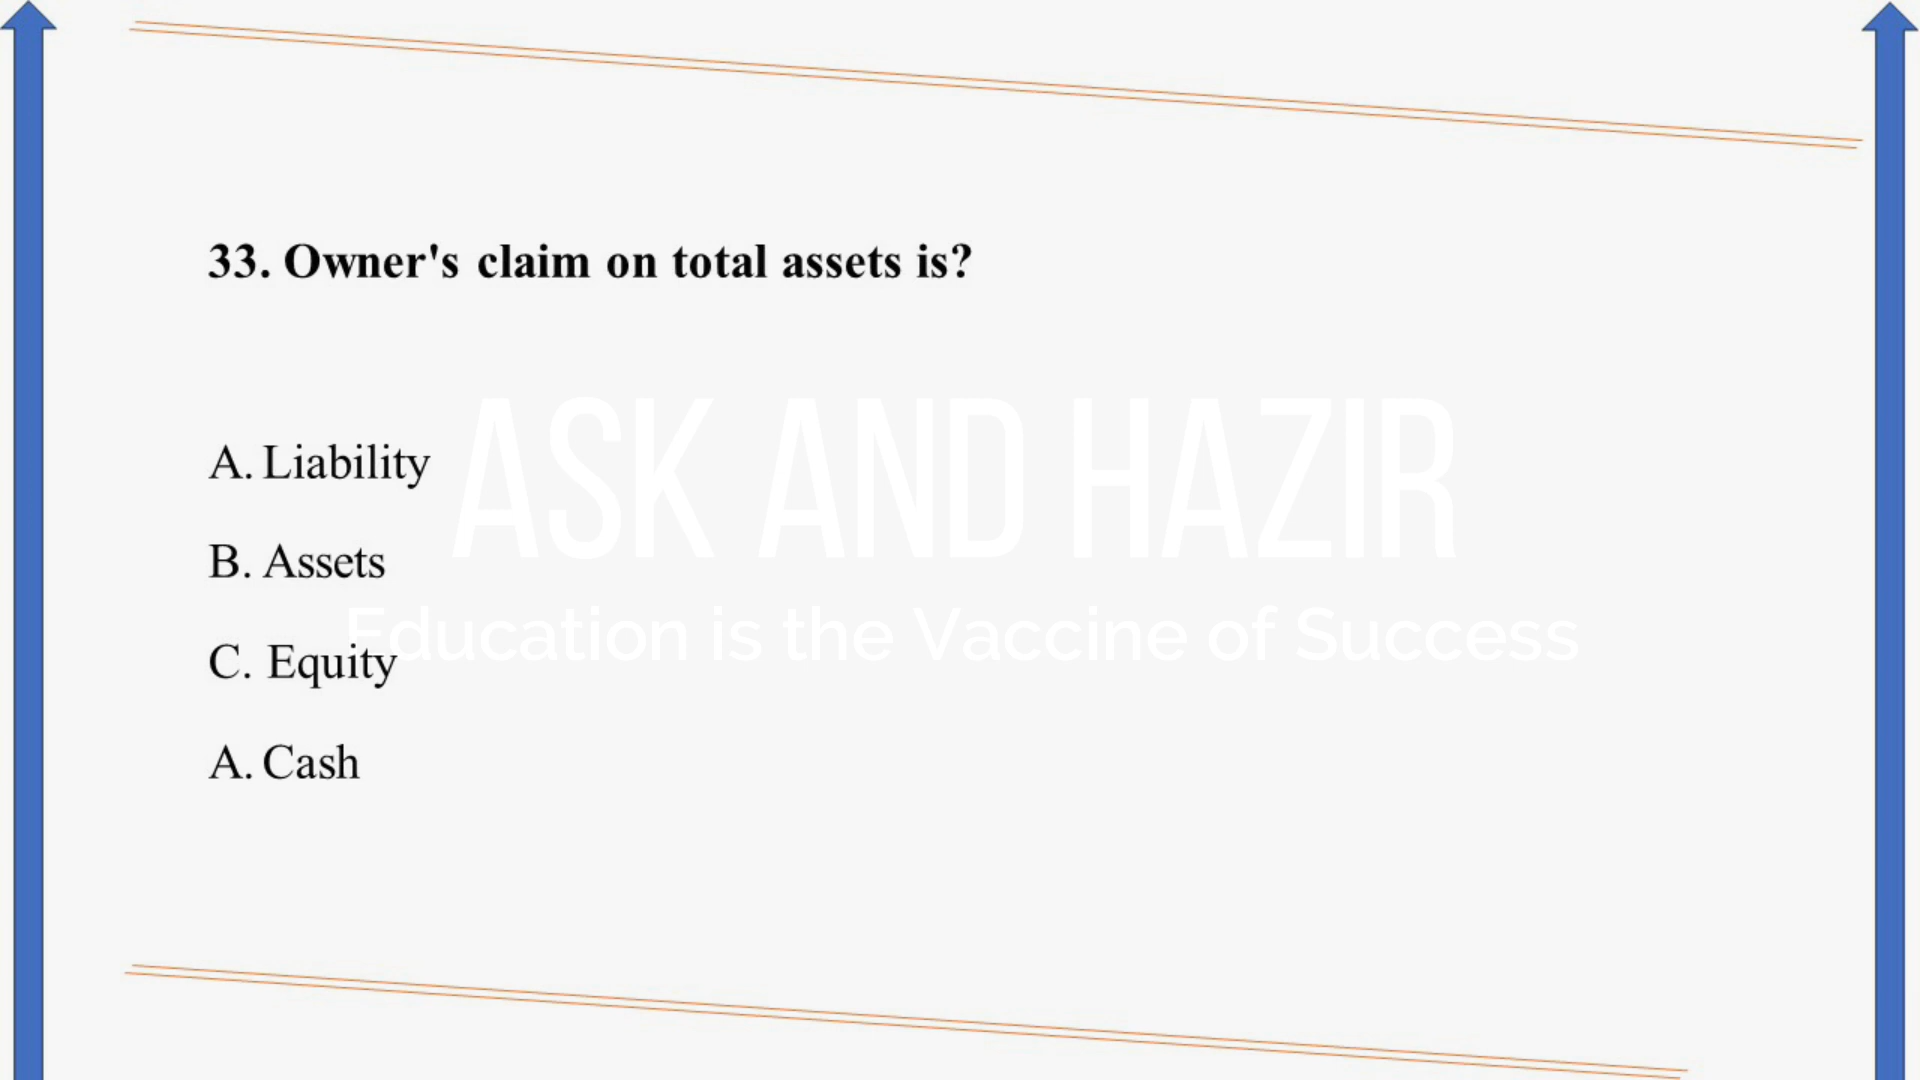 33. Owner's claim on total assets is?
ASK AND HAZIR
A. Liability
B. Assets
Education is the Vaccine of Success
C. Equity
A. Cash